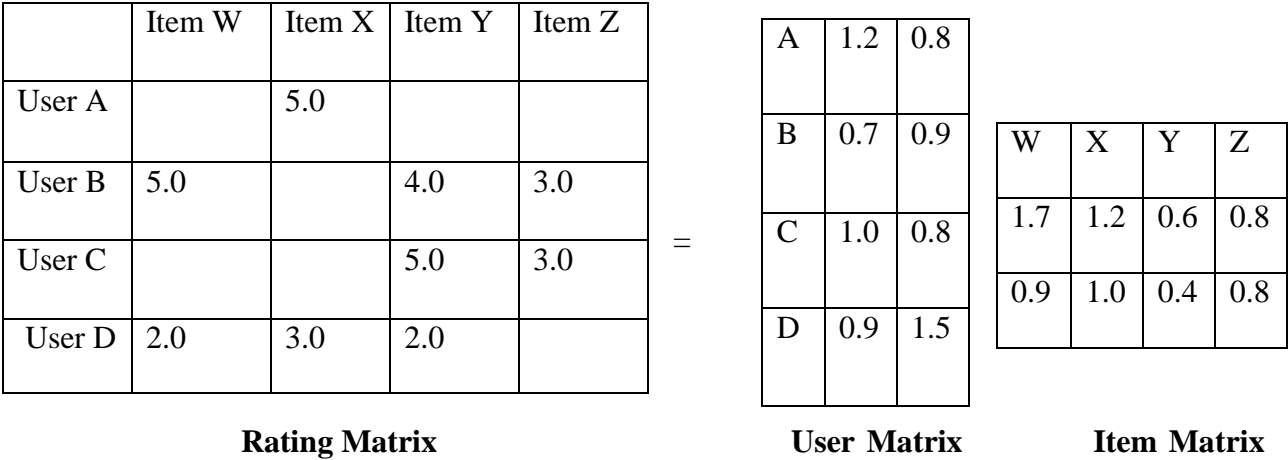 Item W Item X Item Y Item Z
User A 5.0
User B 5.0 4.0 3.0
User C 5.0 3.0
User D 2.0 3.0 2.0
=
A 1.2 0.8
B 0.7 0.9
C 1.0 0.8
D 0.9 1.5
W X Y Z
1.7 1.2 0.6 0.8
0.9 1.0 0.4 0.8
Rating Matrix User Matrix Item Matrix